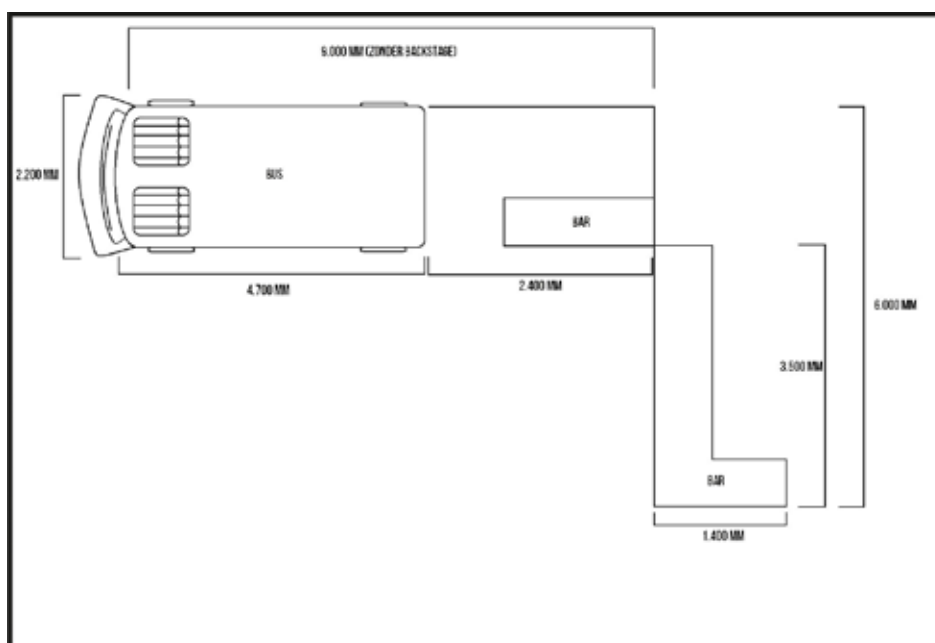 9.000 MM (ZONDER BACKSTAGE)
2.200 MM
BUS
BAR
4.700 MM
2.400 MM
6.000 MM
3.500 MM
BAR
1.400 MM